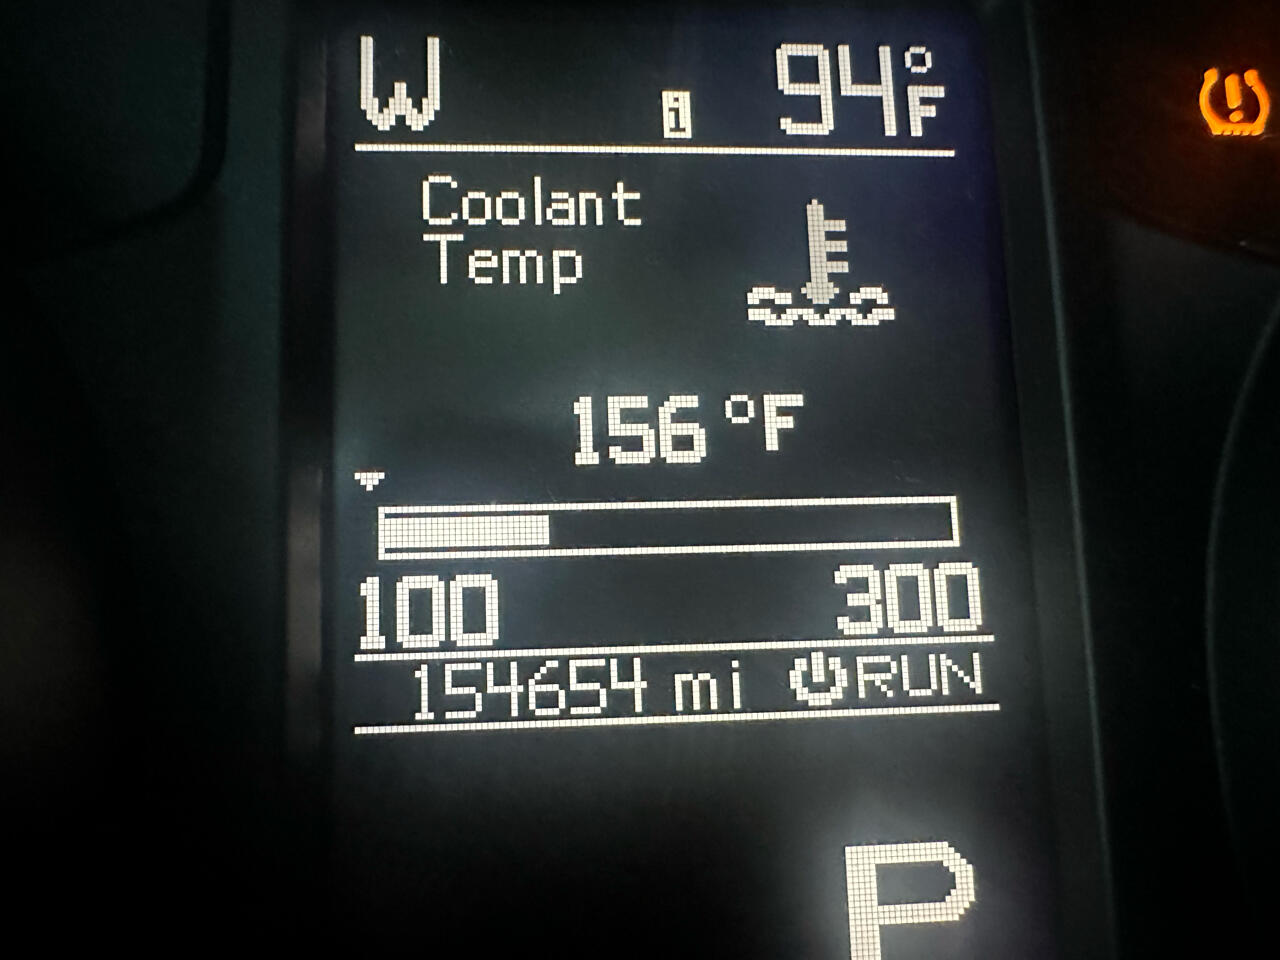 W i 94°F
Coolant
Temp
156 °F
100 300
154654 mi RUN
P